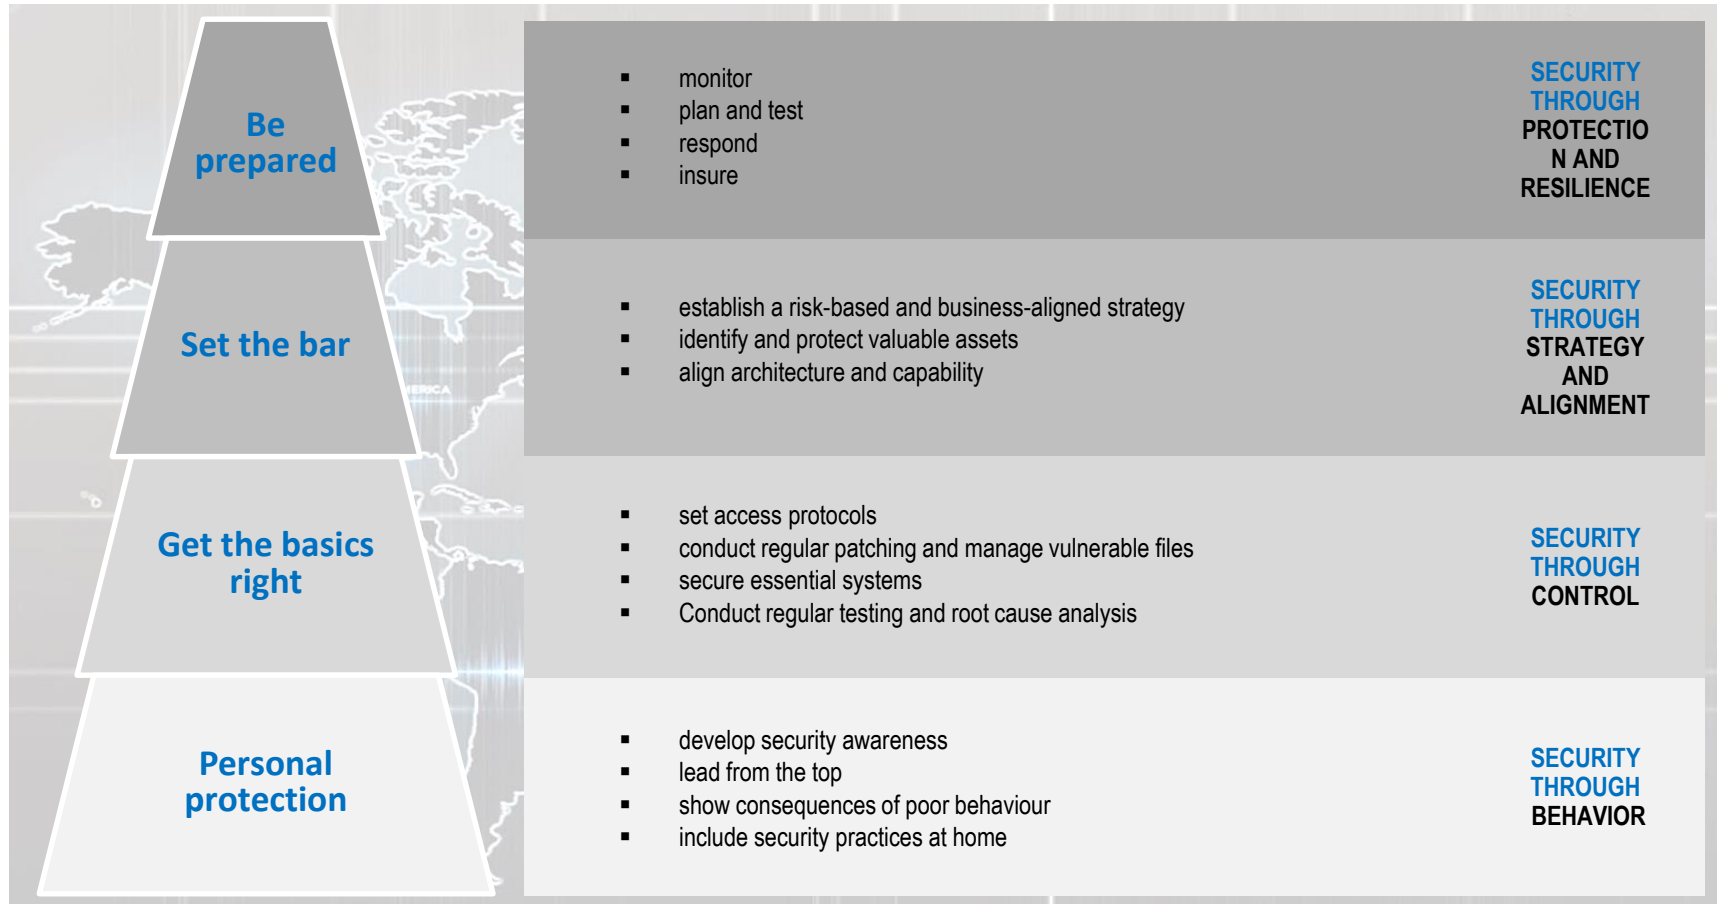 Be
prepared
▪ monitor
▪ plan and test
▪ respond
▪ insure
SECURITY
THROUGH
PROTECTIO
N AND
RESILIENCE
Set the bar
▪ establish a risk-based and business-aligned strategy
▪ identify and protect valuable assets
▪ align architecture and capability
SECURITY
THROUGH
STRATEGY
AND
ALIGNMENT
Get the basics
right
▪ set access protocols
▪ conduct regular patching and manage vulnerable files
▪ secure essential systems
▪ Conduct regular testing and root cause analysis
SECURITY
THROUGH
CONTROL
Personal
protection
▪ develop security awareness
▪ lead from the top
▪ show consequences of poor behaviour
▪ include security practices at home
SECURITY
THROUGH
BEHAVIOR